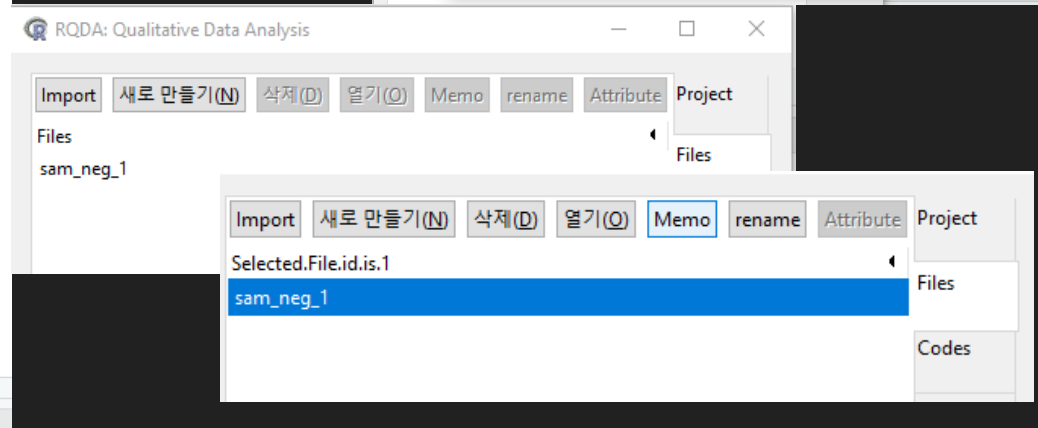 RQDA: Qualitative Data Analysis
Import 새로 만들기(N) 삭제(D) 열기(O) Memo rename Attribute Project
Files
Files
sam_neg_1
Import 새로 만들기(N) 삭제(D) 열기(O) Memo rename Attribute Project
Selected.File.id.is.1
Files
sam_neg_1
Codes